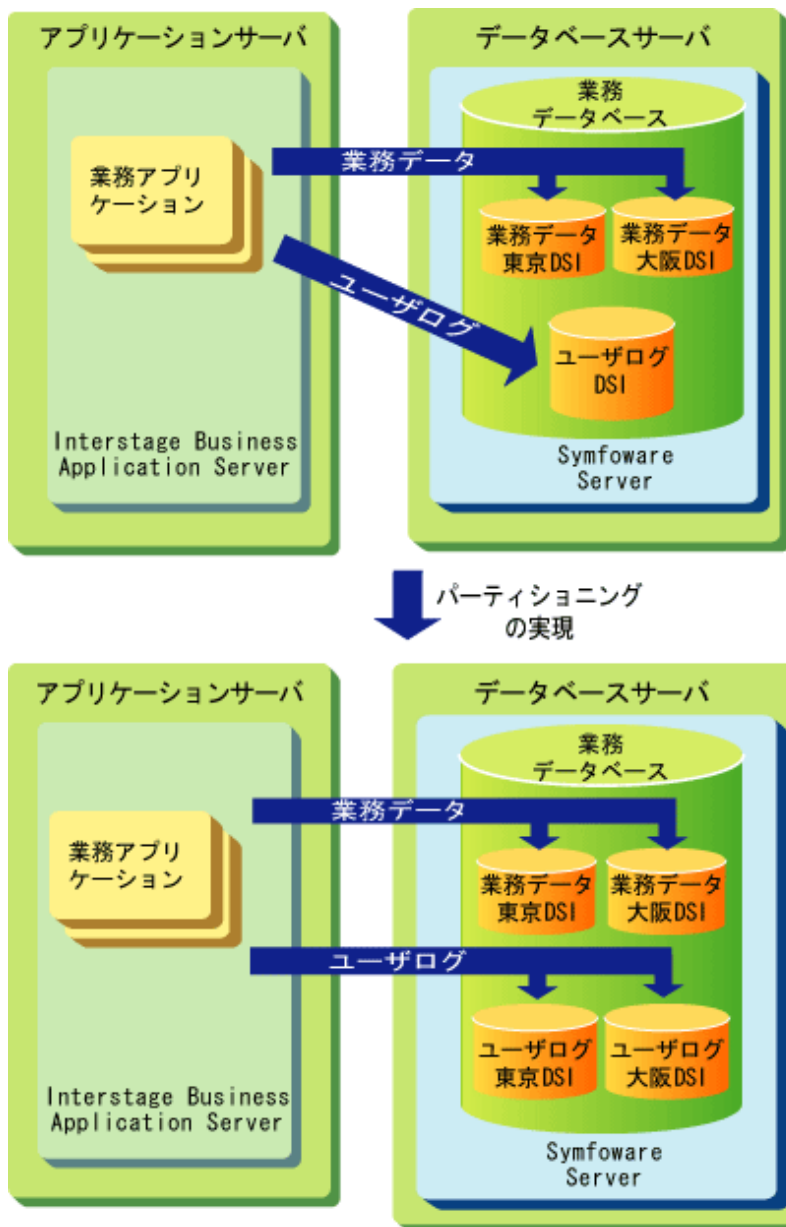 アプリケーションサーバ
データベースサーバ
業務
データベース
業務アプリ
ケーション
業務データ
業務データ
東京DSI
業務データ
大阪DSI
ユーザログ
ユーザログ
DSI
Interstage Business
Application Server
Symfoware
Server
パーティショニング
の実現
アプリケーションサーバ
データベースサーバ
業務
データベース
業務データ
業務アプリ
ケーション
業務データ
東京DSI
業務データ
大阪DSI
ユーザログ
ユーザログ
東京DSI
ユーザログ
大阪DSI
Interstage Business
Application Server
Symfoware
Server